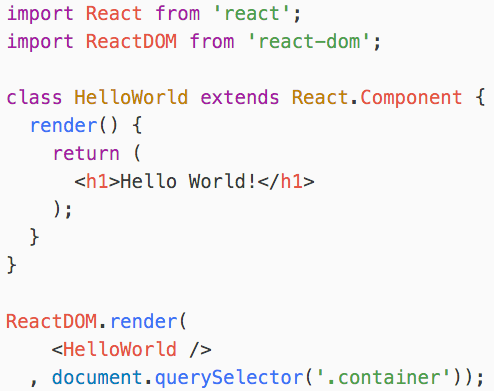 import React from 'react';
import ReactDOM from 'react-dom';

class HelloWorld extends React.Component {
  render() {
    return (
      <h1>Hello World!</h1>
    );
  }
}

ReactDOM.render(
    <HelloWorld />
  , document.querySelector('.container'));